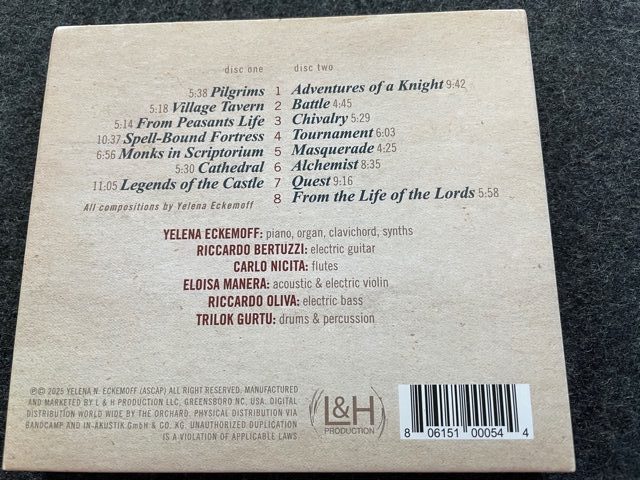 disc one disc two
5:38 Pilgrims 1 Adventures of a Knight 9:42
5:18 Village Tavern 2 Battle 4:45
5:14 From Peasants Life 3 Chivalry 5:29
10:37 Spell-Bound Fortress 4 Tournament 6:03
6:56 Monks in Scriptorium 5 Masquerade 4:25
5:30 Cathedral 6 Alchemist 8:35
11:05 Legends of the Castle 7 Quest 9:16
All compositions by Yelena Eckemoff 8 From the Life of the Lords 5:58
YELENA ECKEMOFF: piano, organ, clavichord, synths
RICCARDO BERTUZZI: electric guitar
CARLO NICITA: flutes
ELOISA MANERA: acoustic & electric violin
RICCARDO OLIVA: electric bass
TRILOK GURTU: drums & percussion
℗© 2025 YELENA N. ECKEMOFF (ASCAP) ALL RIGHT RESERVED. MANUFACTURED
AND MARKETED BY L & H PRODUCTION LLC, GREENSBORO NC, USA. DIGITAL
DISTRIBUTION WORLD WIDE BY THE ORCHARD. PHYSICAL DISTRIBUTION VIA
BANDCAMP AND IN-AKUSTIK GmbH & CO. KG. UNAUTHORIZED DUPLICATION
IS A VIOLATION OF APPLICABLE LAWS
L&H
PRODUCTION
8 06151 00054 4